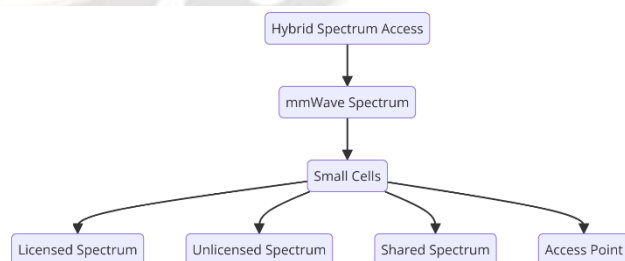 Hybrid Spectrum Access
mmWave Spectrum
Small Cells
Licensed Spectrum
Unlicensed Spectrum
Shared Spectrum
Access Point